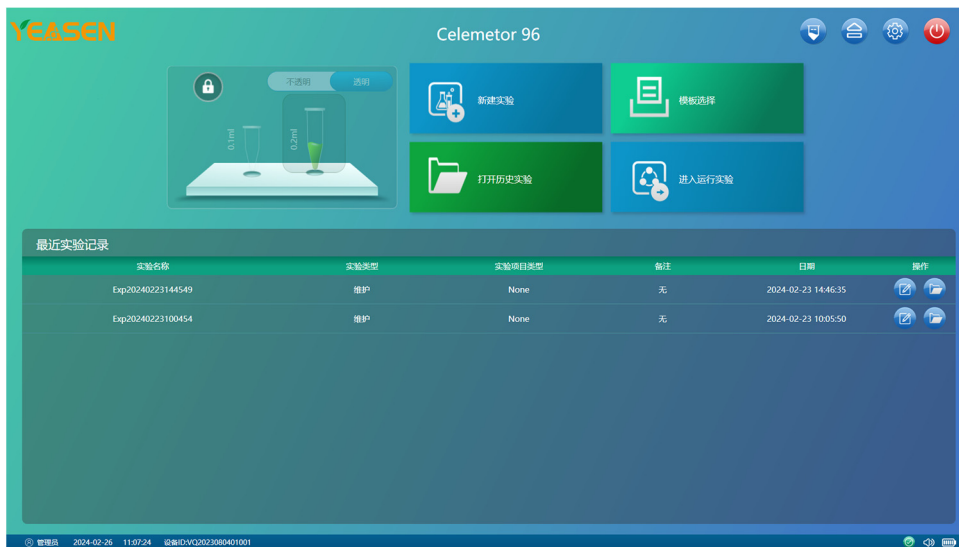 YEASEN
Celemetor 96
不透明 透明
0.1ml 0.2ml
新建实验 模板选择
打开历史实验 进入运行实验
最近实验记录
实验名称 实验类型 实验项目类型 备注 日期 操作
Exp20240223144549 维护 None 无 2024-02-23 14:46:35
Exp20240223100454 维护 None 无 2024-02-23 10:05:50
管理员 2024-02-26 11:07:24 设备ID:VQ2023080401001